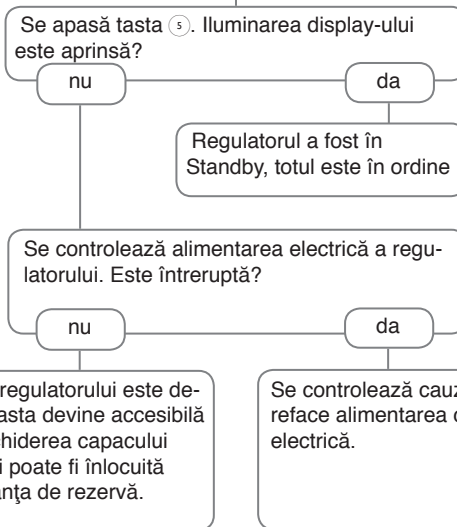 Se apasă tasta ⑤. Iluminarea display-ului
este aprinsă?
nu
da
Regulatorul a fost în
Standby, totul este în ordine
Se controlează alimentarea electrică a regu-
latorului. Este întreruptă?
nu
da
regulatorului este de-
asta devine accesibilă
chiderea capacului
i poate fi înlocuită
anţa de rezervă.
Se controlează cauz
reface alimentarea c
electrică.